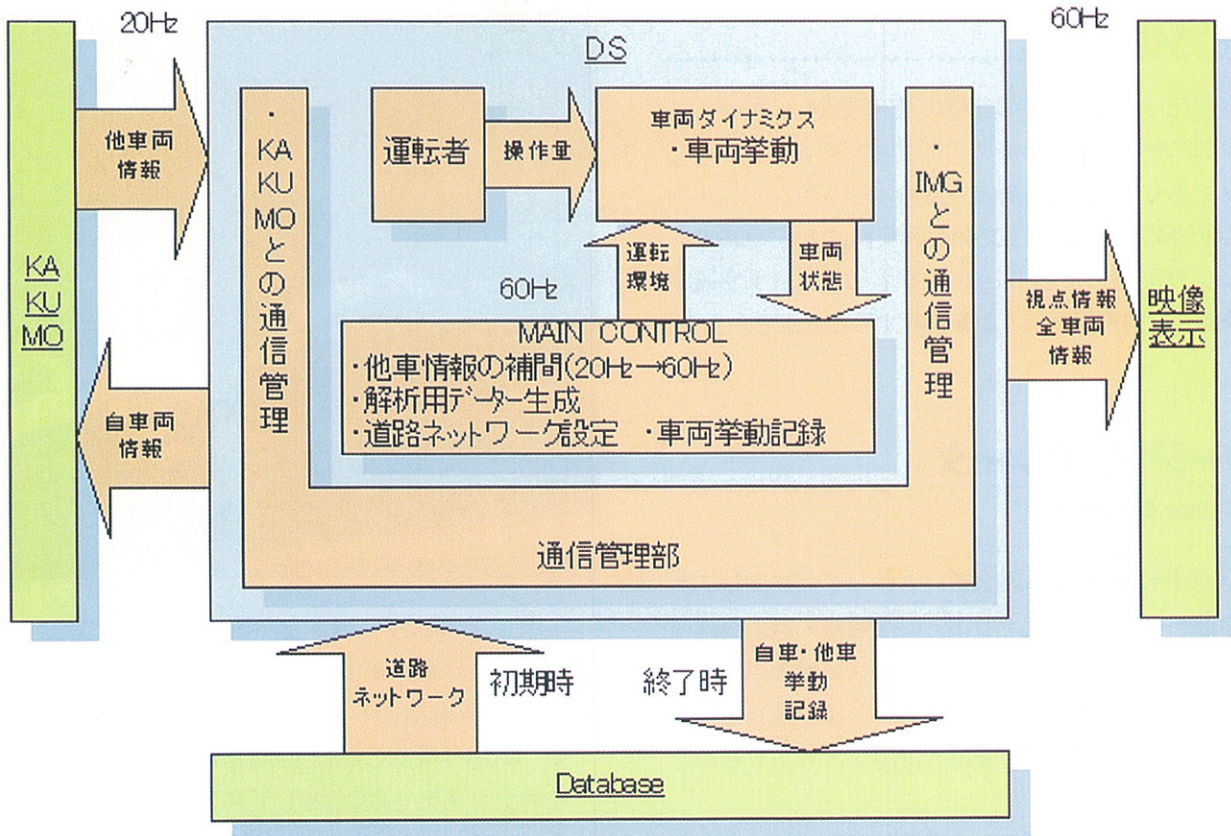 20Hz
60Hz
DS
他車両
情報
KA
KU
MO
自車両
情報
・KA
KU
MOとの通信管理
運転者
操作量
車両ダイナミクス
・車両挙動
運転
環境
車両
状態
60Hz
MAIN CONTROL
・他車情報の補間(20Hz→60Hz)
・解析用データー生成
・道路ネットワーク設定 ・車両挙動記録
・IMGとの通信管理
通信管理部
視点情報
全車両
情報
映像
表示
道路
ネットワーク
初期時
終了時
自車・他車
挙動
記録
Database